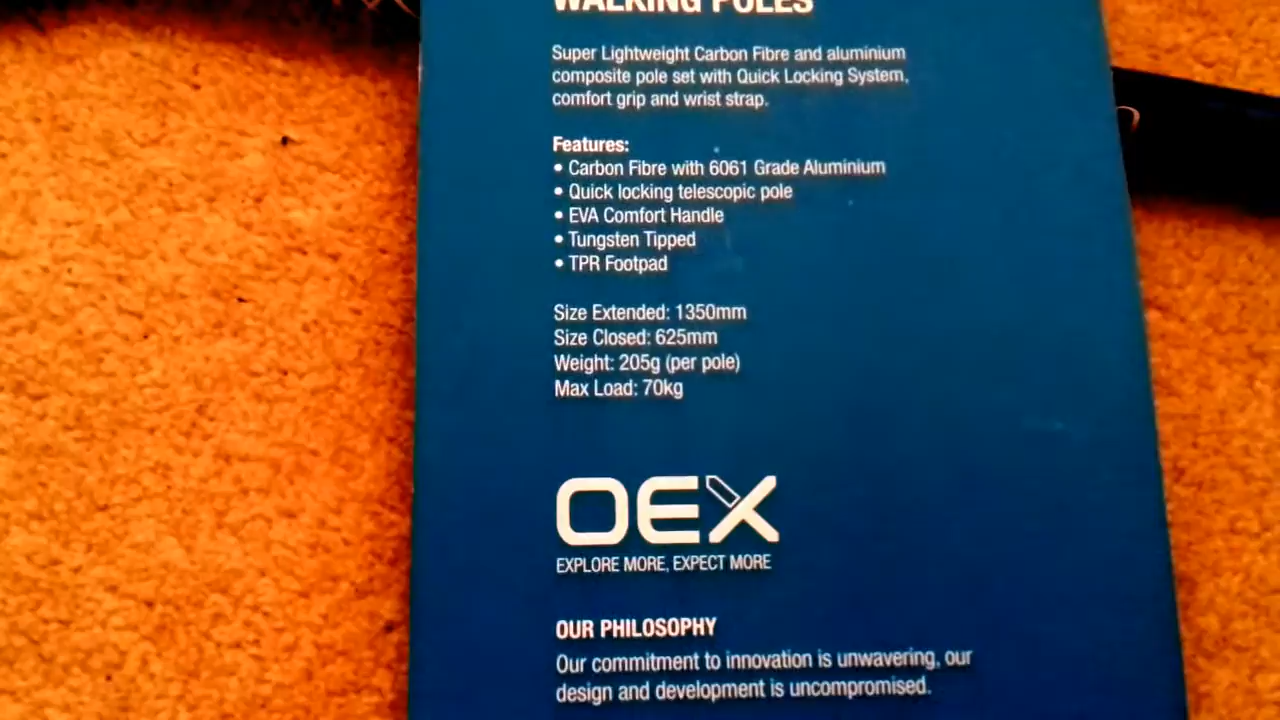 WALKING POLES
Super Lightweight Carbon Fibre and aluminium
composite pole set with Quick Locking System,
comfort grip and wrist strap.
Features:
• Carbon Fibre with 6061 Grade Aluminium
• Quick locking telescopic pole
• EVA Comfort Handle
• Tungsten Tipped
• TPR Footpad
Size Extended: 1350mm
Size Closed: 625mm
Weight: 205g (per pole)
Max Load: 70kg
OEX
EXPLORE MORE, EXPECT MORE
OUR PHILOSOPHY
Our commitment to innovation is unwavering, our
design and development is uncompromised.